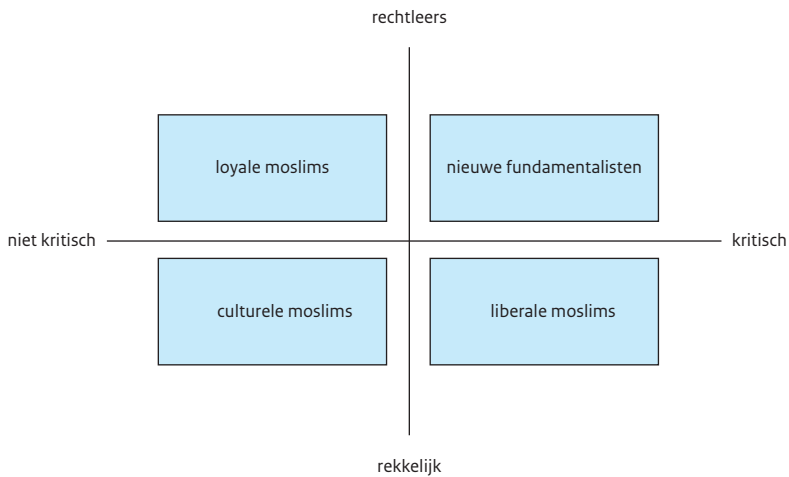 rechtleers
loyale moslims
nieuwe fundamentalisten
niet kritisch
kritisch
culturele moslims
liberale moslims
rekkelijk